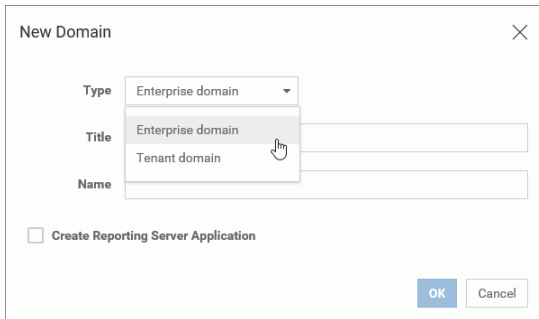 New Domain
Type Enterprise domain
Enterprise domain
Title
Tenant domain
Name
Create Reporting Server Application
OK Cancel